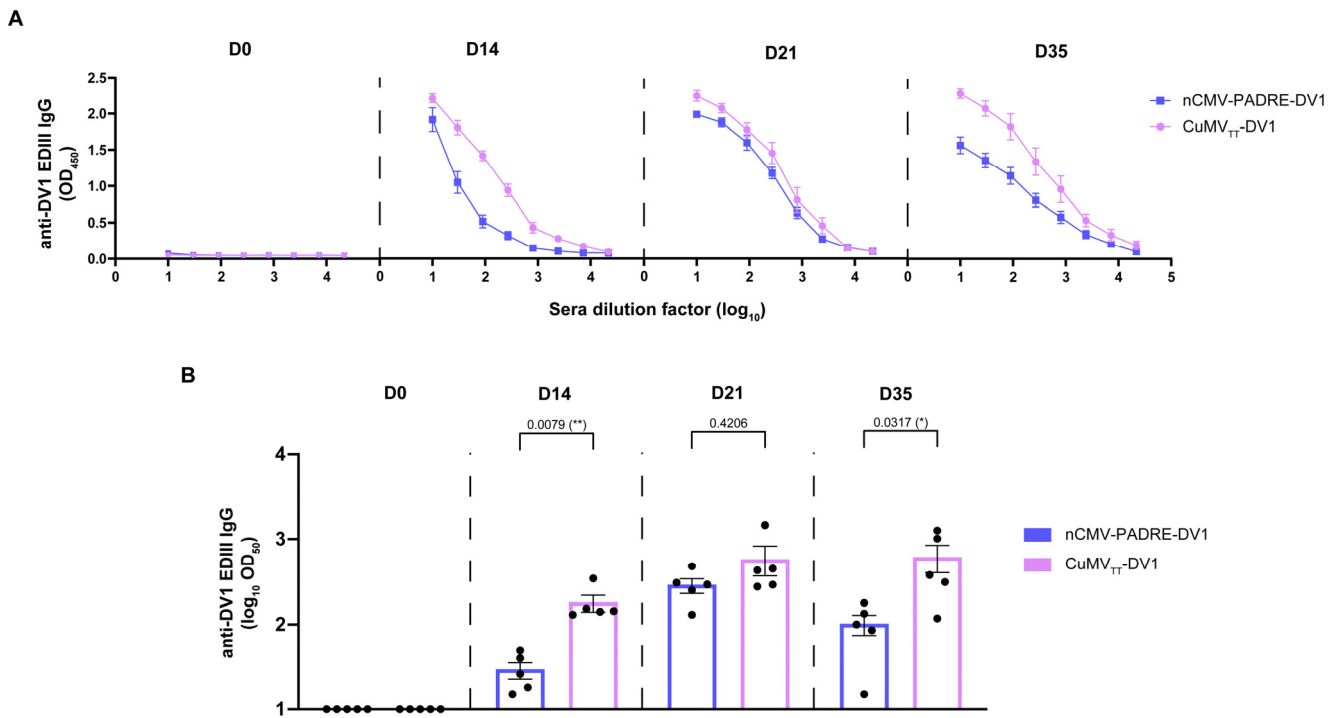 A
D0 D14 D21 D35
anti-DV1 EDIII IgG
(OD₄₅₀)
2.5
2.0
1.5
1.0
0.5
0.0
0 1 2 3 4 0 1 2 3 4 0 1 2 3 4 0 1 2 3 4 5
Sera dilution factor (log₁₀)
nCMV-PADRE-DV1
CuMV_TT-DV1
B
D0 D14 D21 D35
0.0079 (**) 0.4206 0.0317 (*)
anti-DV1 EDIII IgG
(log₁₀ OD₅₀)
4
3
2
1
nCMV-PADRE-DV1
CuMV_TT-DV1